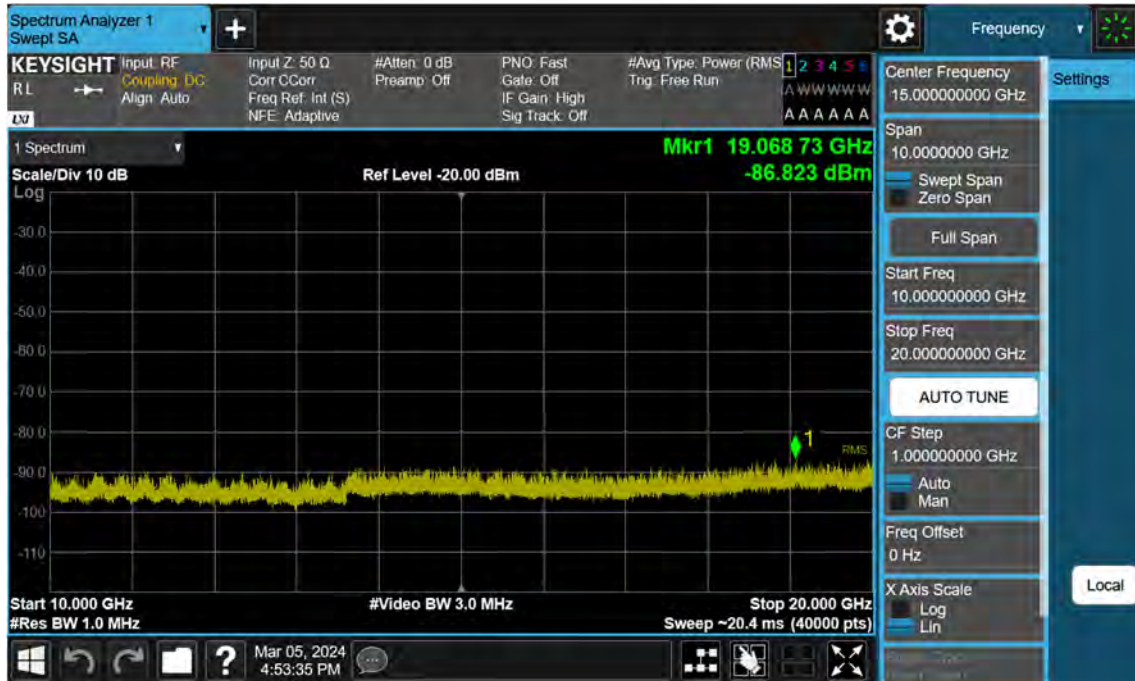 Spectrum Analyzer 1
Swept SA
Frequency
KEYSIGHT
R L
LXI
Input: RF
Coupling: DC
Align: Auto
Input Z: 50 Ω
Corr CCorr
Freq Ref: Int (S)
NFE: Adaptive
#Atten: 0 dB
Preamp: Off
PNO: Fast
Gate: Off
IF Gain: High
Sig Track: Off
#Avg Type: Power (RMS
Trig: Free Run
1 2 3 4 5 6
A W W W W W
A A A A A A
1 Spectrum
Scale/Div 10 dB
Ref Level -20.00 dBm
Mkr1 19.068 73 GHz
-86.823 dBm
Log
-30.0
-40.0
-50.0
-60.0
-70.0
-80.0
-90.0
-100
-110
1
RMS
Start 10.000 GHz
#Res BW 1.0 MHz
#Video BW 3.0 MHz
Stop 20.000 GHz
Sweep ~20.4 ms (40000 pts)
Mar 05, 2024
4:53:35 PM
?
Center Frequency
15.000000000 GHz
Span
10.0000000 GHz
Swept Span
Zero Span
Full Span
Start Freq
10.000000000 GHz
Stop Freq
20.000000000 GHz
AUTO TUNE
CF Step
1.000000000 GHz
Auto
Man
Freq Offset
0 Hz
X Axis Scale
Log
Lin
Settings
Local